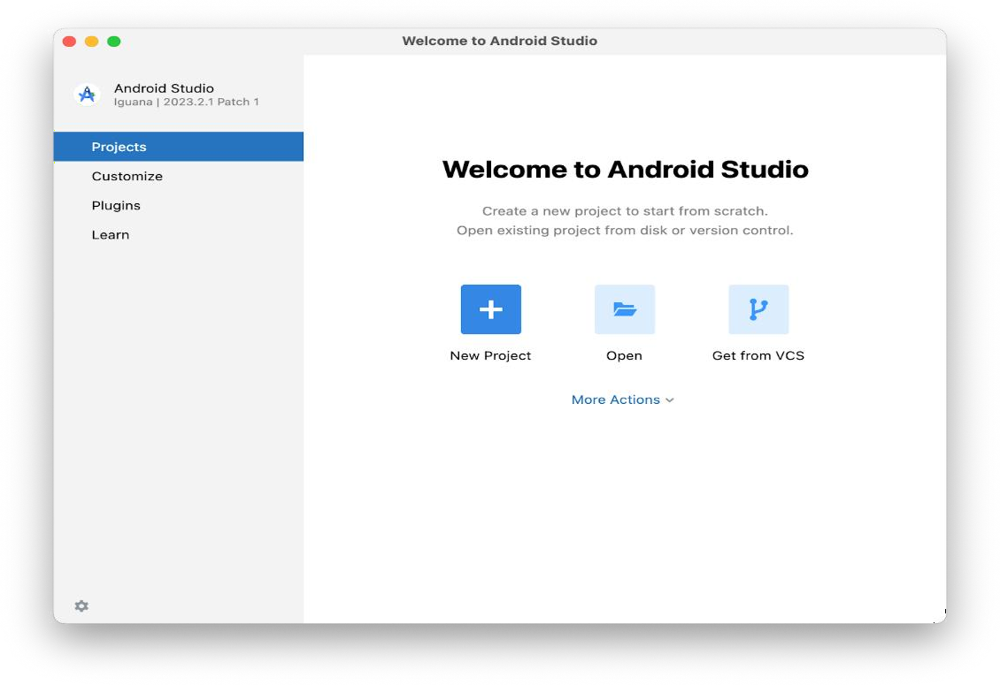 Welcome to Android Studio
Android Studio
Iguana | 2023.2.1 Patch 1
Projects
Customize
Plugins
Learn
Welcome to Android Studio
Create a new project to start from scratch.
Open existing project from disk or version control.
New Project
Open
Get from VCS
More Actions